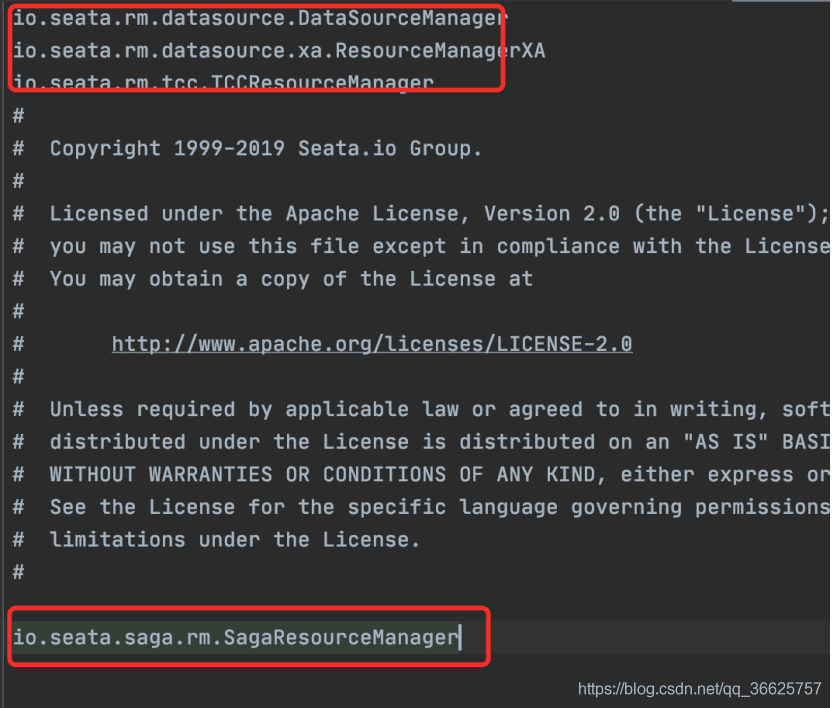 io.seata.rm.datasource.DataSourceManager
io.seata.rm.datasource.xa.ResourceManagerXA
io.seata.rm.tcc.TCCResourceManager
#
#  Copyright 1999-2019 Seata.io Group.
#
#  Licensed under the Apache License, Version 2.0 (the "License");
#  you may not use this file except in compliance with the License
#  You may obtain a copy of the License at
#
#       http://www.apache.org/licenses/LICENSE-2.0
#
#  Unless required by applicable law or agreed to in writing, soft
#  distributed under the License is distributed on an "AS IS" BASI
#  WITHOUT WARRANTIES OR CONDITIONS OF ANY KIND, either express or
#  See the License for the specific language governing permissions
#  limitations under the License.
#
io.seata.saga.rm.SagaResourceManager
https://blog.csdn.net/qq_36625757